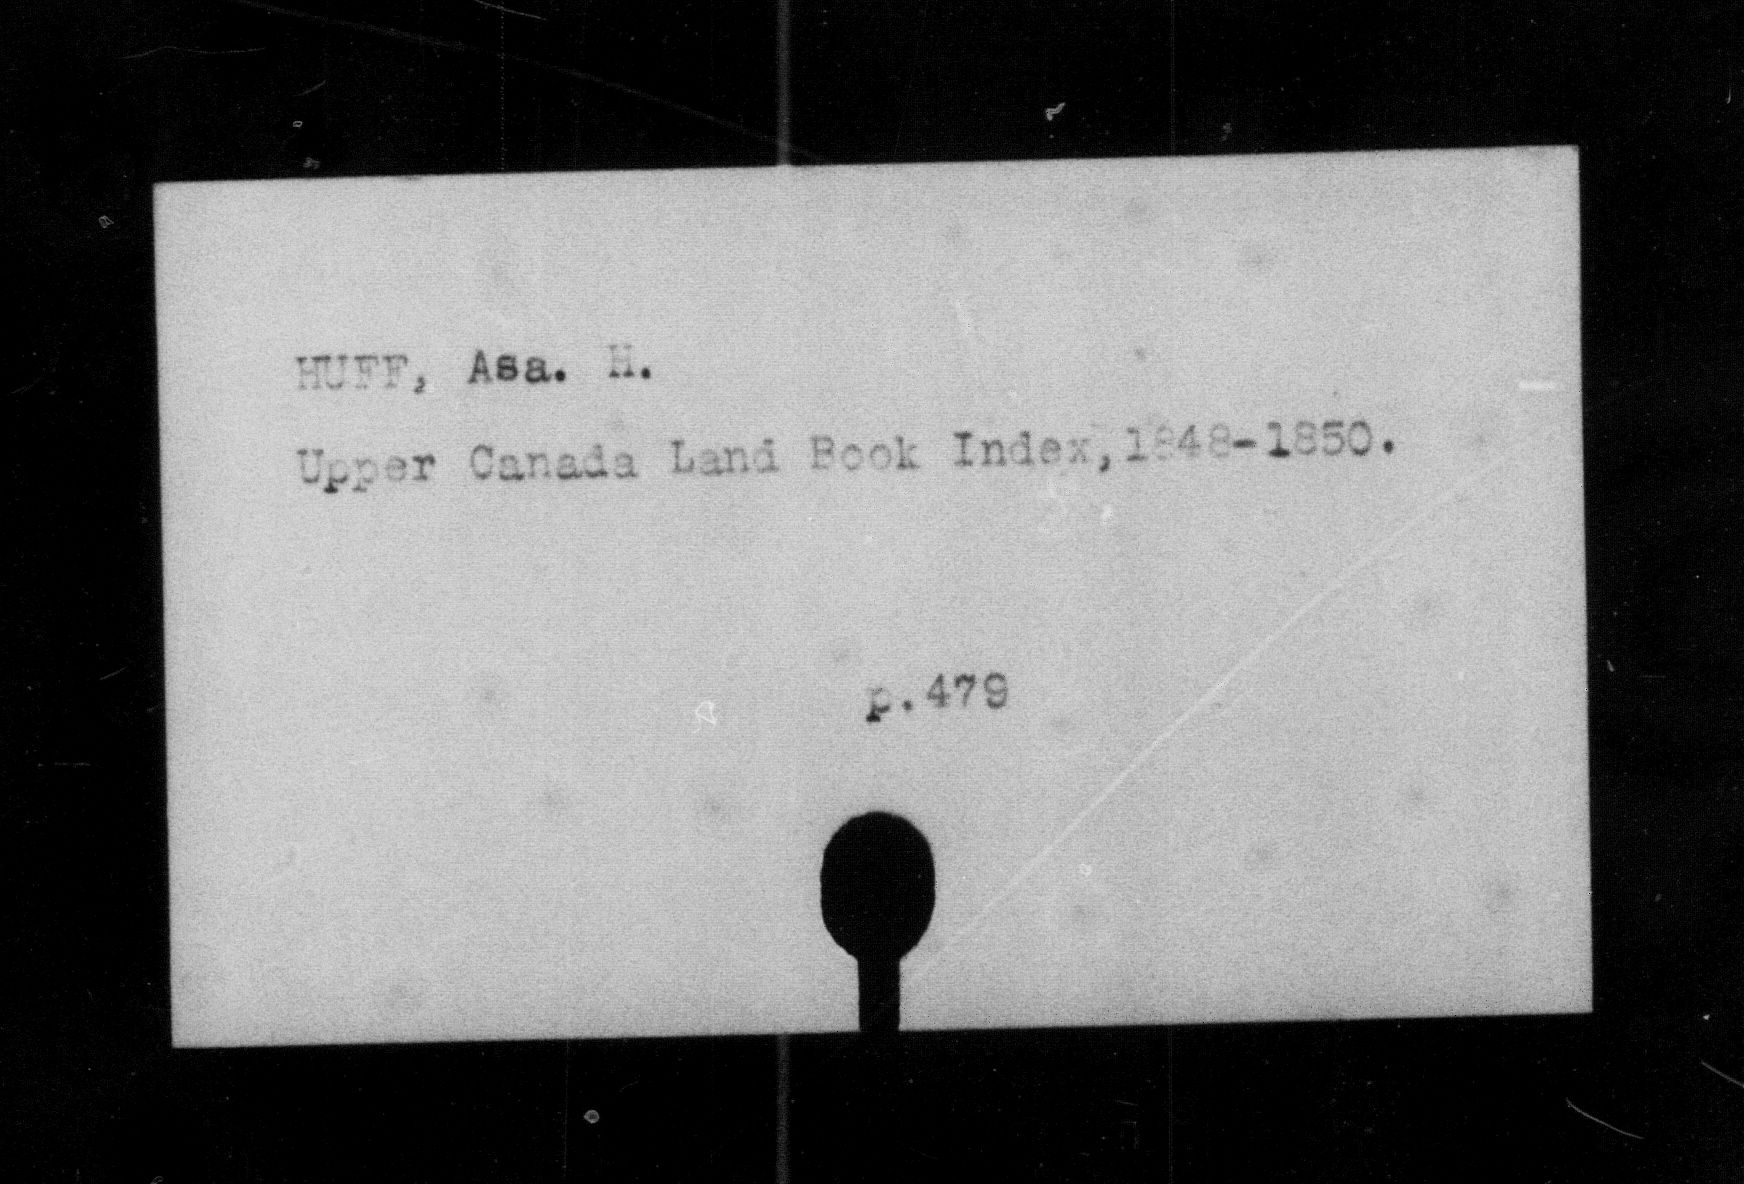 HUFF, Asa. H.
Upper Canada Land Book Index,1848-1850.
p.479